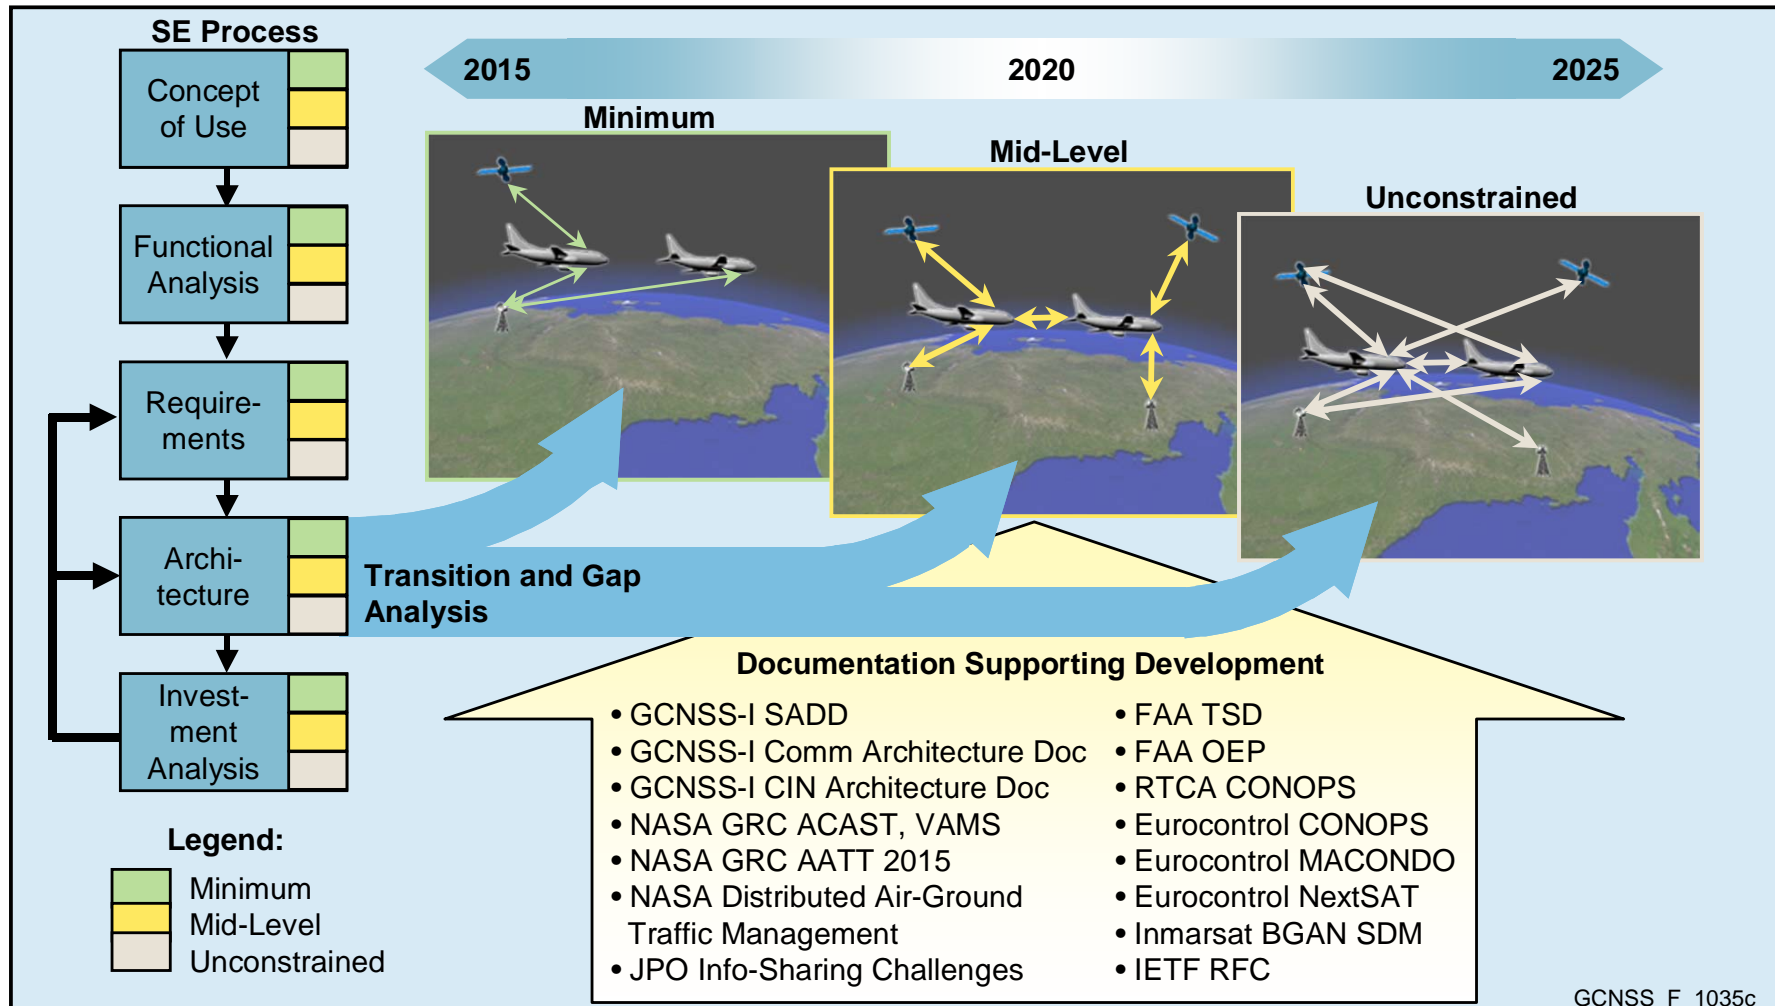 SE Process
Concept
of Use
Functional
Analysis
Require-
ments
Archi-
tecture
Invest-
ment
Analysis
Legend:
Minimum
Mid-Level
Unconstrained
2015
2020
2025
Minimum
Mid-Level
Unconstrained
Transition and Gap
Analysis
Documentation Supporting Development
• GCNSS-I SADD
• GCNSS-I Comm Architecture Doc
• GCNSS-I CIN Architecture Doc
• NASA GRC ACAST, VAMS
• NASA GRC AATT 2015
• NASA Distributed Air-Ground
Traffic Management
• JPO Info-Sharing Challenges
• FAA TSD
• FAA OEP
• RTCA CONOPS
• Eurocontrol CONOPS
• Eurocontrol MACONDO
• Eurocontrol NextSAT
• Inmarsat BGAN SDM
• IETF RFC
GCNSS_F_1035c